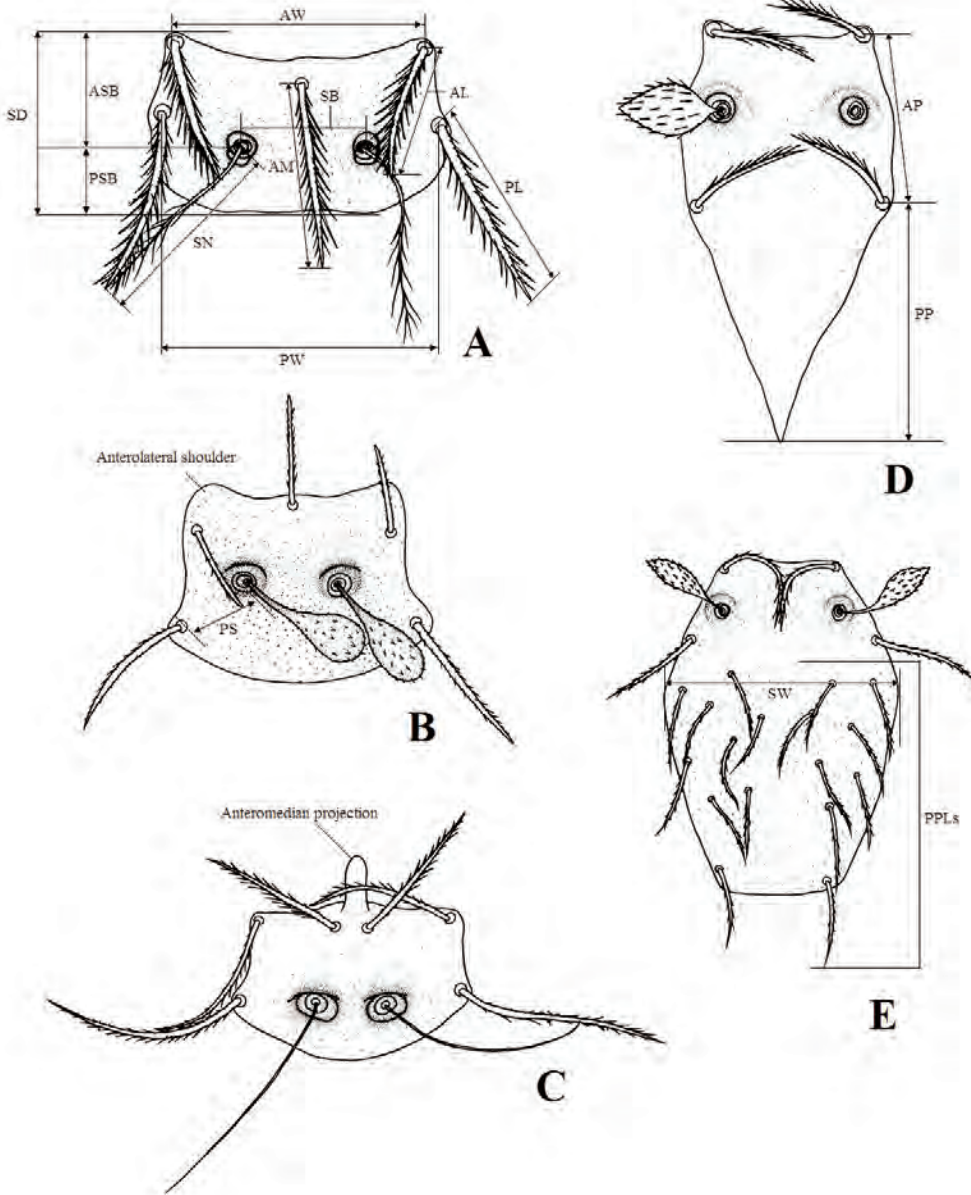 AW
SD
ASB
SB
AL
AM
PSB
PL
SN
PW
A
AP
PP
D
Anterolateral shoulder
PS
B
SW
PPLs
E
Anteromedian projection
C